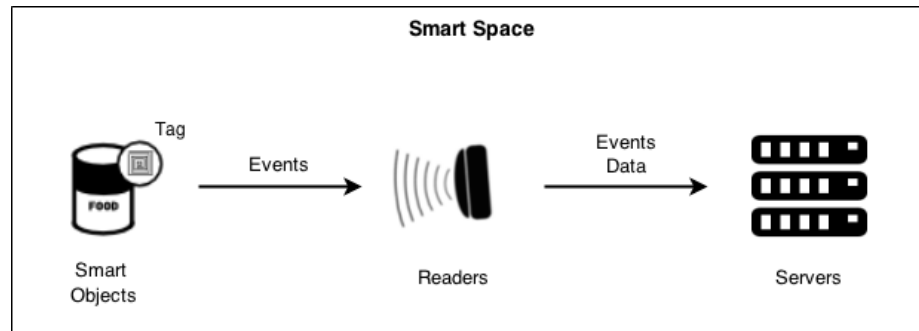 Smart Space
Tag
Events
Events
Data
FOOD
Smart
Objects
Readers
Servers